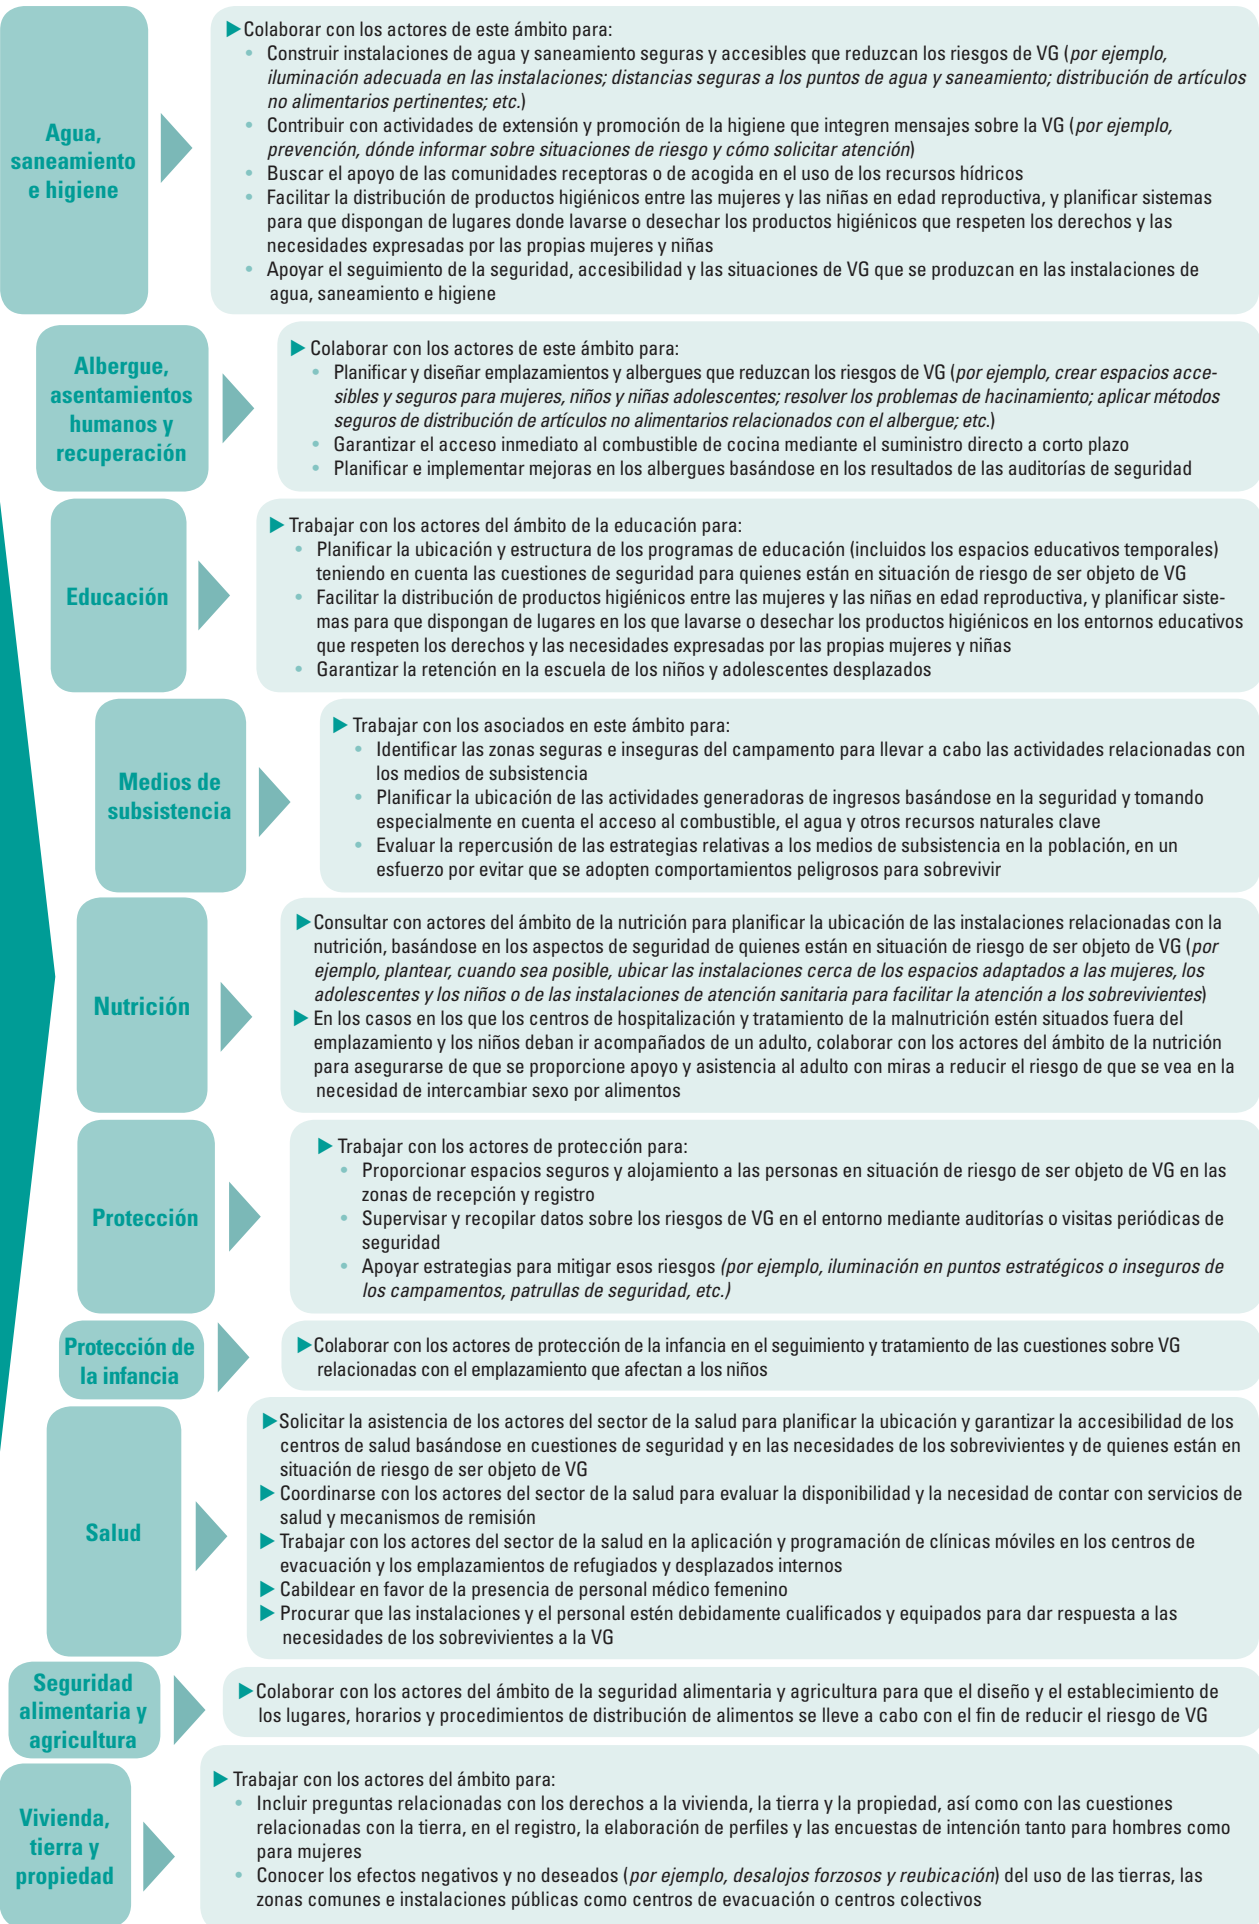 Agua,
saneamiento
e higiene
Colaborar con los actores de este ámbito para:
• Construir instalaciones de agua y saneamiento seguras y accesibles que reduzcan los riesgos de VG (por ejemplo,
iluminación adecuada en las instalaciones; distancias seguras a los puntos de agua y saneamiento; distribución de artículos
no alimentarios pertinentes; etc.)
• Contribuir con actividades de extensión y promoción de la higiene que integren mensajes sobre la VG (por ejemplo,
prevención, dónde informar sobre situaciones de riesgo y cómo solicitar atención)
• Buscar el apoyo de las comunidades receptoras o de acogida en el uso de los recursos hídricos
• Facilitar la distribución de productos higiénicos entre las mujeres y las niñas en edad reproductiva, y planificar sistemas
para que dispongan de lugares donde lavarse o desechar los productos higiénicos que respeten los derechos y las
necesidades expresadas por las propias mujeres y niñas
• Apoyar el seguimiento de la seguridad, accesibilidad y las situaciones de VG que se produzcan en las instalaciones de
agua, saneamiento e higiene
Albergue,
asentamientos
humanos y
recuperación
Colaborar con los actores de este ámbito para:
• Planificar y diseñar emplazamientos y albergues que reduzcan los riesgos de VG (por ejemplo, crear espacios acce-
sibles y seguros para mujeres, niños y niñas adolescentes; resolver los problemas de hacinamiento; aplicar métodos
seguros de distribución de artículos no alimentarios relacionados con el albergue; etc.)
• Garantizar el acceso inmediato al combustible de cocina mediante el suministro directo a corto plazo
• Planificar e implementar mejoras en los albergues basándose en los resultados de las auditorías de seguridad
Educación
Trabajar con los actores del ámbito de la educación para:
• Planificar la ubicación y estructura de los programas de educación (incluidos los espacios educativos temporales)
teniendo en cuenta las cuestiones de seguridad para quienes están en situación de riesgo de ser objeto de VG
• Facilitar la distribución de productos higiénicos entre las mujeres y las niñas en edad reproductiva, y planificar siste-
mas para que dispongan de lugares en los que lavarse o desechar los productos higiénicos en los entornos educativos
que respeten los derechos y las necesidades expresadas por las propias mujeres y niñas
• Garantizar la retención en la escuela de los niños y adolescentes desplazados
Medios de
subsistencia
Trabajar con los asociados en este ámbito para:
• Identificar las zonas seguras e inseguras del campamento para llevar a cabo las actividades relacionadas con
los medios de subsistencia
• Planificar la ubicación de las actividades generadoras de ingresos basándose en la seguridad y tomando
especialmente en cuenta el acceso al combustible, el agua y otros recursos naturales clave
• Evaluar la repercusión de las estrategias relativas a los medios de subsistencia en la población, en un
esfuerzo por evitar que se adopten comportamientos peligrosos para sobrevivir
Nutrición
Consultar con actores del ámbito de la nutrición para planificar la ubicación de las instalaciones relacionadas con la
nutrición, basándose en los aspectos de seguridad de quienes están en situación de riesgo de ser objeto de VG (por
ejemplo, plantear, cuando sea posible, ubicar las instalaciones cerca de los espacios adaptados a las mujeres, los
adolescentes y los niños o de las instalaciones de atención sanitaria para facilitar la atención a los sobrevivientes)
En los casos en los que los centros de hospitalización y tratamiento de la malnutrición estén situados fuera del
emplazamiento y los niños deban ir acompañados de un adulto, colaborar con los actores del ámbito de la nutrición
para asegurarse de que se proporcione apoyo y asistencia al adulto con miras a reducir el riesgo de que se vea en la
necesidad de intercambiar sexo por alimentos
Protección
Trabajar con los actores de protección para:
• Proporcionar espacios seguros y alojamiento a las personas en situación de riesgo de ser objeto de VG en las
zonas de recepción y registro
• Supervisar y recopilar datos sobre los riesgos de VG en el entorno mediante auditorías o visitas periódicas de
seguridad
• Apoyar estrategias para mitigar esos riesgos (por ejemplo, iluminación en puntos estratégicos o inseguros de
los campamentos, patrullas de seguridad, etc.)
Protección de
la infancia
Colaborar con los actores de protección de la infancia en el seguimiento y tratamiento de las cuestiones sobre VG
relacionadas con el emplazamiento que afectan a los niños
Salud
Solicitar la asistencia de los actores del sector de la salud para planificar la ubicación y garantizar la accesibilidad de los
centros de salud basándose en cuestiones de seguridad y en las necesidades de los sobrevivientes y de quienes están en
situación de riesgo de ser objeto de VG
Coordinarse con los actores del sector de la salud para evaluar la disponibilidad y la necesidad de contar con servicios de
salud y mecanismos de remisión
Trabajar con los actores del sector de la salud en la aplicación y programación de clínicas móviles en los centros de
evacuación y los emplazamientos de refugiados y desplazados internos
Cabildear en favor de la presencia de personal médico femenino
Procurar que las instalaciones y el personal estén debidamente cualificados y equipados para dar respuesta a las
necesidades de los sobrevivientes a la VG
Seguridad
alimentaria y
agricultura
Colaborar con los actores del ámbito de la seguridad alimentaria y agricultura para que el diseño y el establecimiento de
los lugares, horarios y procedimientos de distribución de alimentos se lleve a cabo con el fin de reducir el riesgo de VG
Vivienda,
tierra y
propiedad
Trabajar con los actores del ámbito para:
• Incluir preguntas relacionadas con los derechos a la vivienda, la tierra y la propiedad, así como con las cuestiones
relacionadas con la tierra, en el registro, la elaboración de perfiles y las encuestas de intención tanto para hombres como
para mujeres
• Conocer los efectos negativos y no deseados (por ejemplo, desalojos forzosos y reubicación) del uso de las tierras, las
zonas comunes e instalaciones públicas como centros de evacuación o centros colectivos